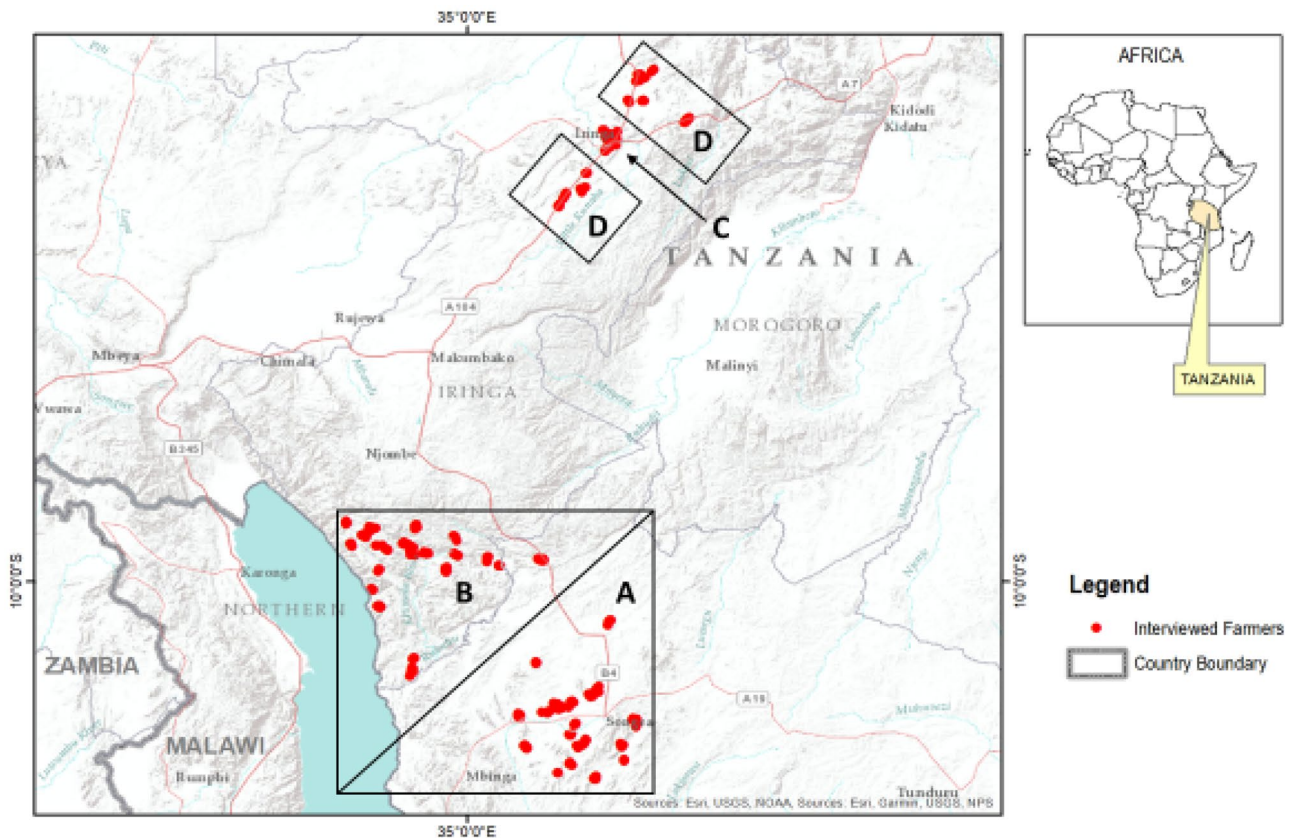 35°0'0"E
AFRICA
A7
Kidodi
Kidatu
D
D
C
TANZANIA
A104
MOROGORO
Rujewa
Mbeya
Chimala
Makumbako
Malinyi
IRINGA
TANZANIA
B345
Njombe
10°0'0"S
10°0'0"S
Karonga
NORTHERN
B
A
Legend
Interviewed Farmers
Country Boundary
ZAMBIA
B4
A19
MALAWI
Rumphi
Mbinga
Tunduru
Sources: Esri, USGS, NOAA, Sources: Esri, Garmin, USGS, NPS
35°0'0"E